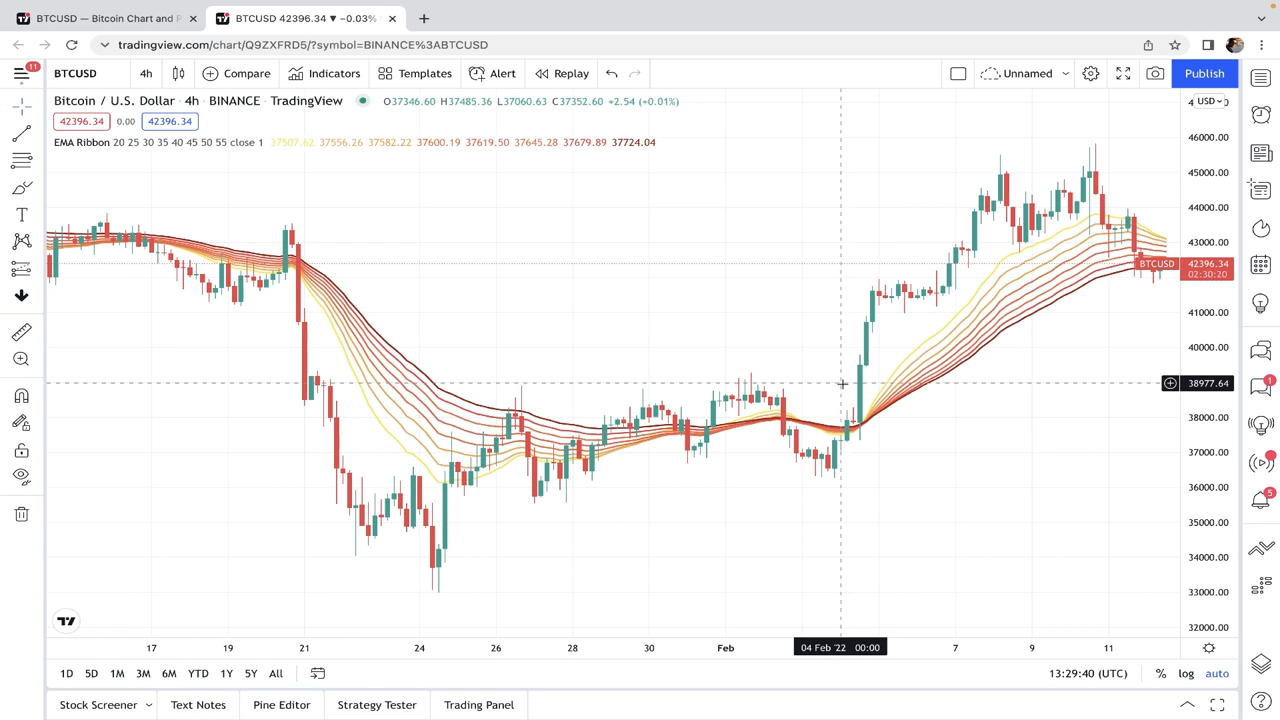 BTCUSD — Bitcoin Chart and P
BTCUSD 42396.34 ▼ −0.03%
tradingview.com/chart/Q9ZXFRD5/?symbol=BINANCE%3ABTCUSD
11
BTCUSD 4h Compare Indicators Templates Alert Replay Unnamed Publish
Bitcoin / U.S. Dollar · 4h · BINANCE · TradingView O37346.60 H37485.36 L37060.63 C37352.60 +2.54 (+0.01%)
USD
42396.34 0.00 42396.34
EMA Ribbon 20 25 30 35 40 45 50 55 close 1 37507.62 37556.26 37582.22 37600.19 37619.50 37645.28 37679.89 37724.04
46000.00
45000.00
44000.00
43000.00
BTCUSD 42396.34
02:30:20
41000.00
40000.00
38977.64
1
38000.00
37000.00
36000.00
5
35000.00
34000.00
33000.00
32000.00
17 19 21 24 26 28 30 Feb 04 Feb '22 00:00 7 9 11
1D 5D 1M 3M 6M YTD 1Y 5Y All 13:29:40 (UTC) % log auto
Stock Screener Text Notes Pine Editor Strategy Tester Trading Panel